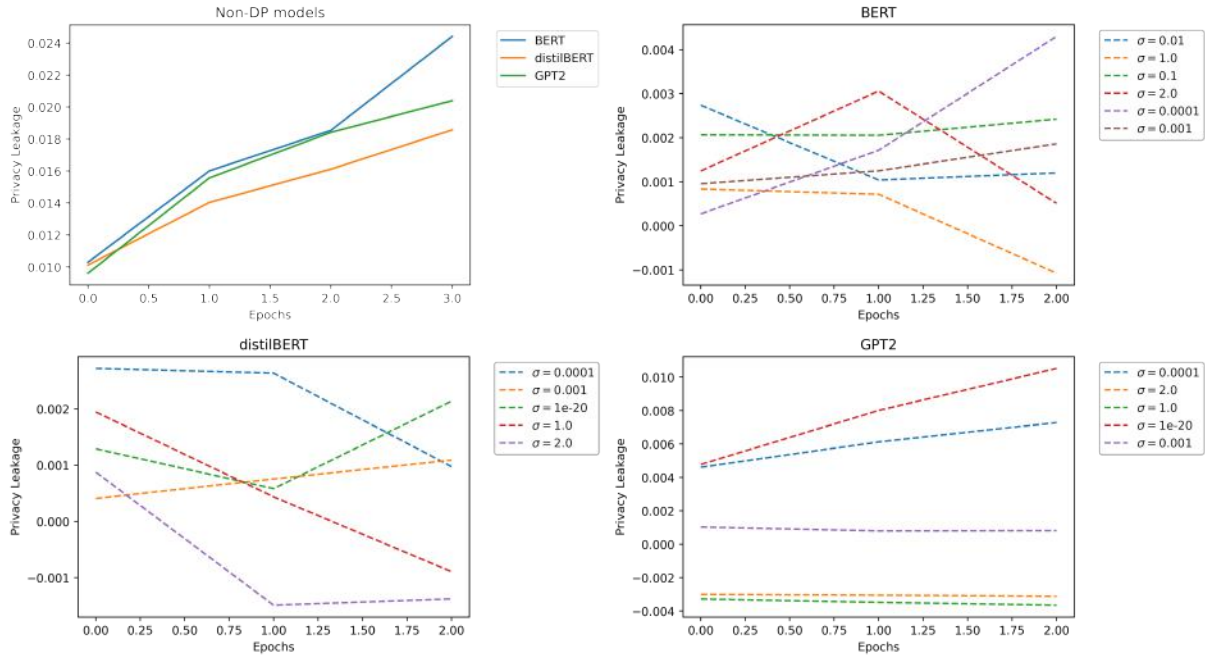 Non-DP models
0.024
0.022
0.020
0.018
0.016
0.014
0.012
0.010
Privacy Leakage
0.0 0.5 1.0 1.5 2.0 2.5 3.0
Epochs
BERT
distilBERT
GPT2
BERT
0.004
0.003
0.002
0.001
0.000
−0.001
Privacy Leakage
0.00 0.25 0.50 0.75 1.00 1.25 1.50 1.75 2.00
Epochs
σ = 0.01
σ = 1.0
σ = 0.1
σ = 2.0
σ = 0.0001
σ = 0.001
distilBERT
0.002
0.001
0.000
−0.001
Privacy Leakage
0.00 0.25 0.50 0.75 1.00 1.25 1.50 1.75 2.00
Epochs
σ = 0.0001
σ = 0.001
σ = 1e-20
σ = 1.0
σ = 2.0
GPT2
0.010
0.008
0.006
0.004
0.002
0.000
−0.002
−0.004
Privacy Leakage
0.00 0.25 0.50 0.75 1.00 1.25 1.50 1.75 2.00
Epochs
σ = 0.0001
σ = 2.0
σ = 1.0
σ = 1e-20
σ = 0.001